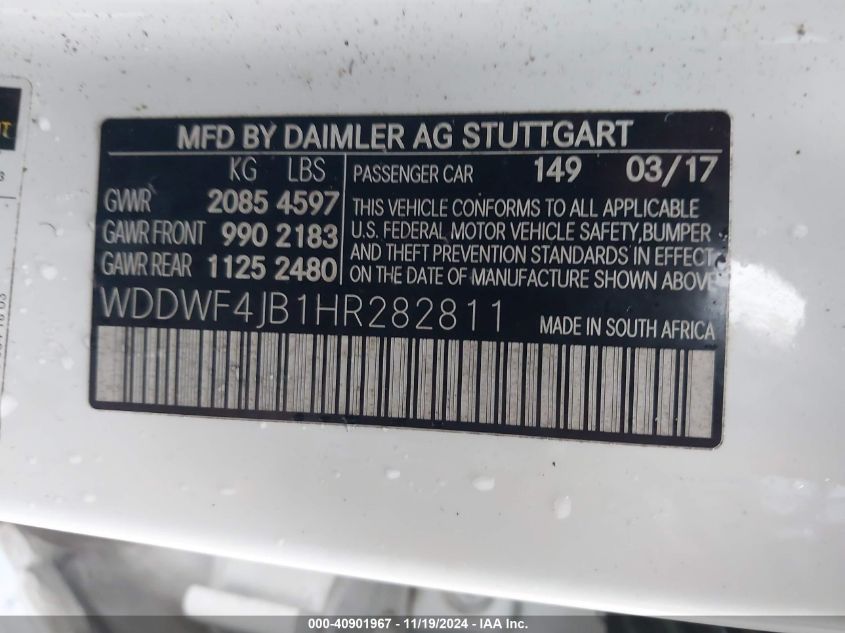 MFD BY DAIMLER AG STUTTGART
KG LBS PASSENGER CAR 149 03/17
GVWR 2085 4597
GAWR FRONT 990 2183
GAWR REAR 1125 2480
THIS VEHICLE CONFORMS TO ALL APPLICABLE
U.S. FEDERAL MOTOR VEHICLE SAFETY,BUMPER
AND THEFT PREVENTION STANDARDS IN EFFECT
ON THE DATE OF MANUFACTURE SHOWN ABOVE
WDDWF4JB1HR282811 MADE IN SOUTH AFRICA
000-40901967 - 11/19/2024 - IAA Inc.